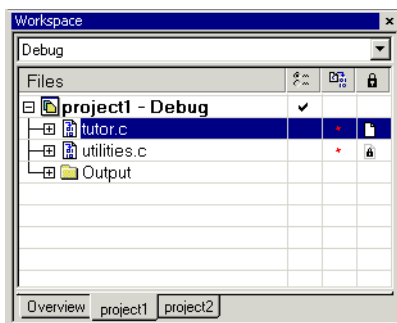 Workspace
Debug
Files
project1 - Debug
tutor.c
utilities.c
Output
Overview project1 project2